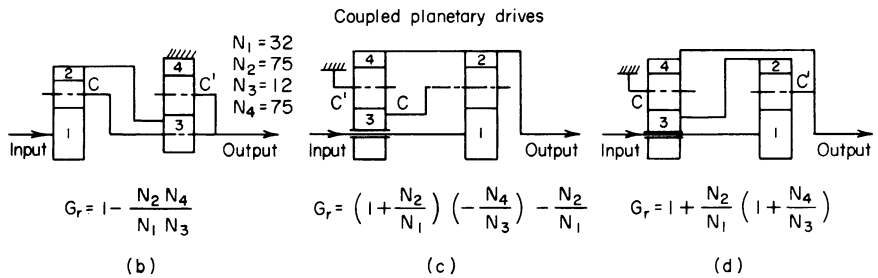 Coupled planetary drives
N₁ = 32
N₂ = 75
N₃ = 12
N₄ = 75
2
C
1
4
C'
3
Input
Output
4
C'
3
C
2
1
Input
Output
4
C
3
2
C'
1
Input
Output
Gᵣ = 1 - N₂ N₄ / N₁ N₃
Gᵣ = (1 + N₂/N₁) (- N₄/N₃) - N₂/N₁
Gᵣ = 1 + N₂/N₁ (1 + N₄/N₃)
(b)
(c)
(d)